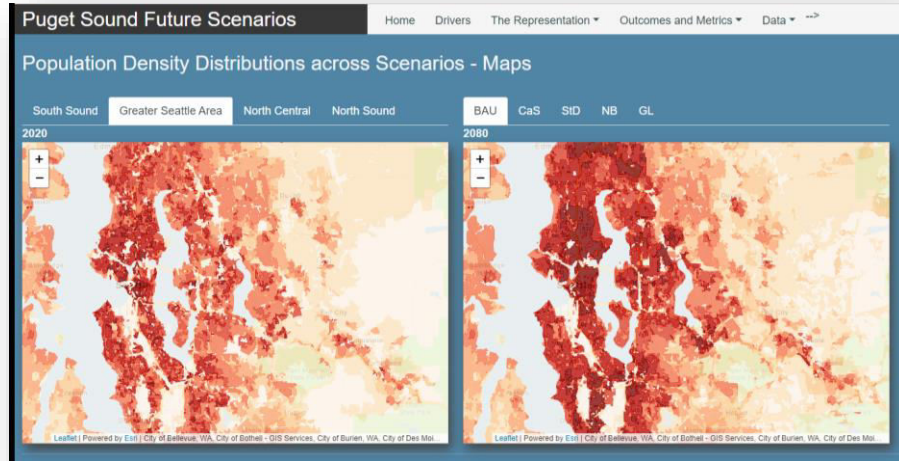 Puget Sound Future Scenarios
Home Drivers The Representation Outcomes and Metrics Data -->
Population Density Distributions across Scenarios - Maps
South Sound Greater Seattle Area North Central North Sound
BAU CaS StD NB GL
2020
2080
+
−
+
−
Leaflet | Powered by Esri | City of Bellevue, WA, City of Bothell - GIS Services, City of Burien, WA, City of Des Moi...
Leaflet | Powered by Esri | City of Bellevue, WA, City of Bothell - GIS Services, City of Burien, WA, City of Des Moi...